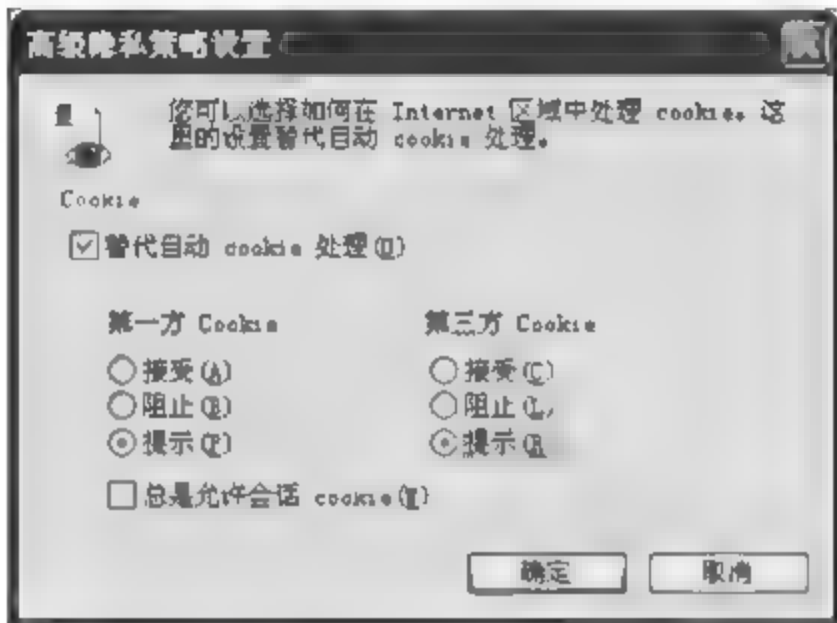 高级隐私策略设置
您可以选择如何在 Internet 区域中处理 cookie。这
里的设置替代自动 cookie 处理。
Cookie
替代自动 cookie 处理(O)
第一方 Cookie
第三方 Cookie
接受(A)
接受(C)
阻止(B)
阻止(L)
提示(P)
提示(R
总是允许会话 cookie(W)
确定
取消